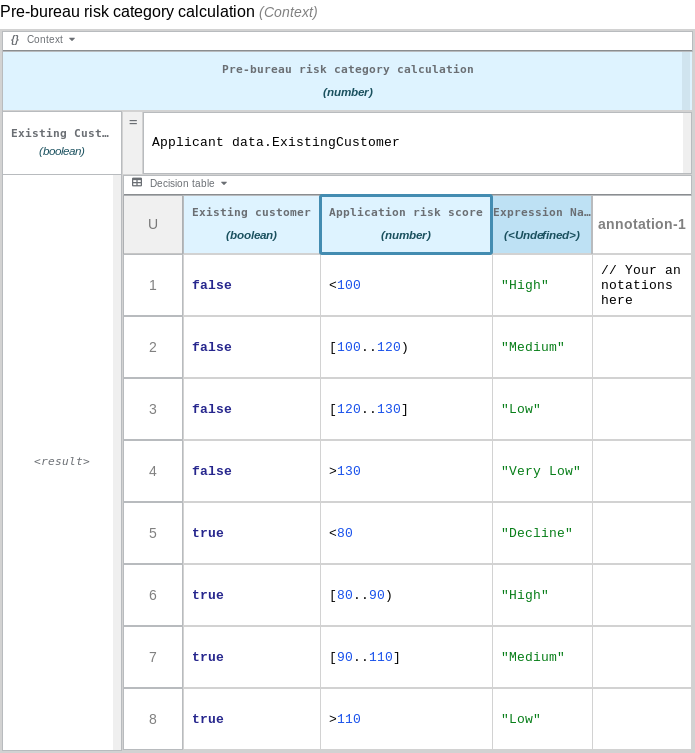 Pre-bureau risk category calculation (Context)
{} Context
Pre-bureau risk category calculation
(number)
Existing Cust…
(boolean)
=
Applicant data.ExistingCustomer
<result>
Decision table
U
Existing customer
(boolean)
Application risk score
(number)
Expression Na…
(<Undefined>)
annotation-1
1 false <100 "High" // Your an
notations
here
2 false [100..120) "Medium"
3 false [120..130] "Low"
4 false >130 "Very Low"
5 true <80 "Decline"
6 true [80..90) "High"
7 true [90..110] "Medium"
8 true >110 "Low"